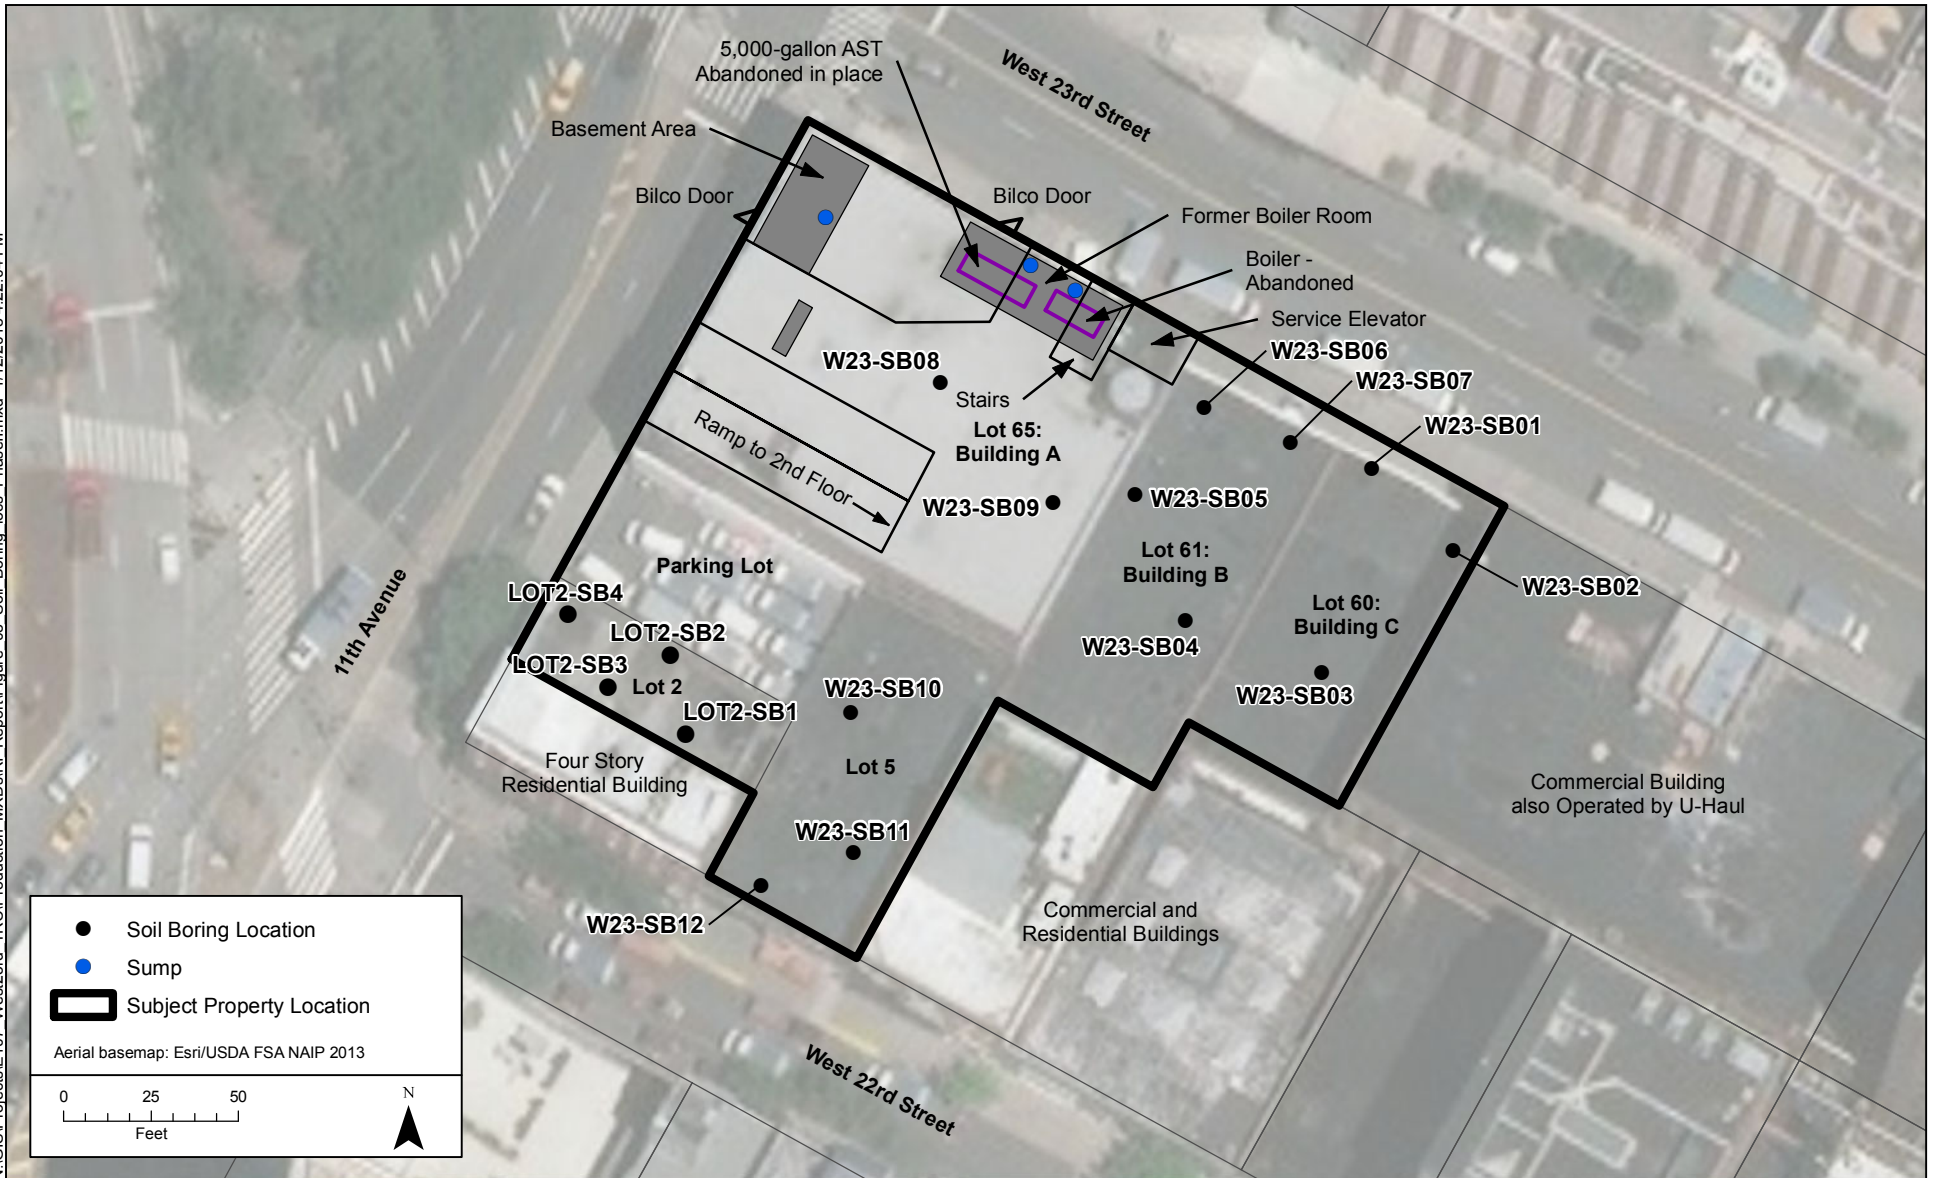 5,000-gallon AST
Abandoned in place
West 23rd Street
Basement Area
Bilco Door
Bilco Door
Former Boiler Room
Boiler -
Abandoned
Service Elevator
W23-SB06
W23-SB08
W23-SB07
Stairs
W23-SB01
Lot 65:
Building A
Ramp to 2nd Floor
W23-SB05
W23-SB09
Lot 61:
Building B
Parking Lot
W23-SB02
LOT2-SB4
Lot 60:
Building C
11th Avenue
LOT2-SB2
W23-SB04
LOT2-SB3
Lot 2
W23-SB10
W23-SB03
LOT2-SB1
Four Story
Residential Building
Lot 5
Commercial Building
also Operated by U-Haul
W23-SB11
Commercial and
Residential Buildings
W23-SB12
West 22rd Street
Soil Boring Location
Sump
Subject Property Location
Aerial basemap: Esri/USDA FSA NAIP 2013
0 25 50
Feet
N